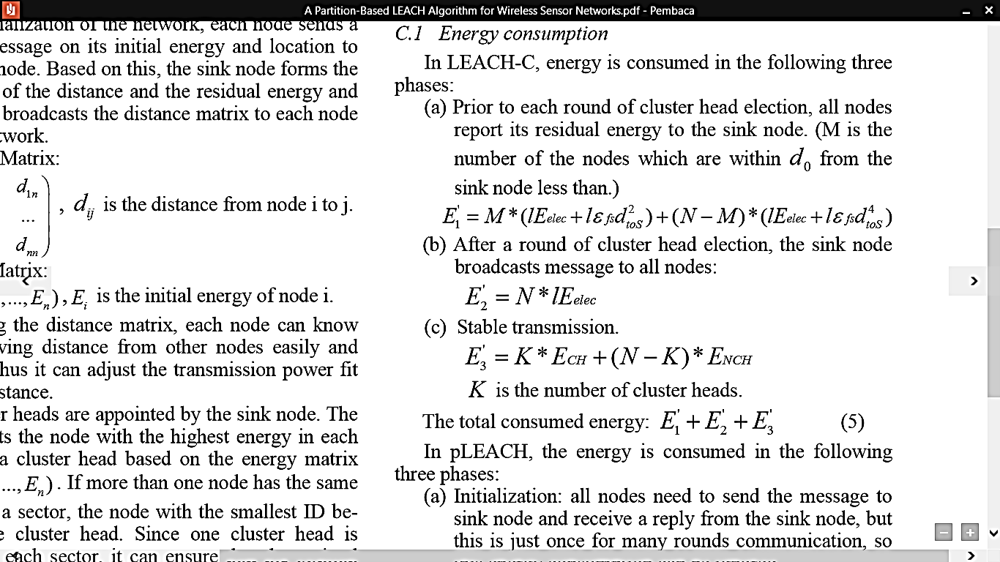 A Partition-Based LEACH Algorithm for Wireless Sensor Networks.pdf - Pembaca
of the network, each node sends a
essage on its initial energy and location to
node. Based on this, the sink node forms the
of the distance and the residual energy and
broadcasts the distance matrix to each node
twork.
Matrix:
d_{1n}
...
d_{nn}
, d_{ij} is the distance from node i to j.
Matrix:
,..., E_n), E_i is the initial energy of node i.
g the distance matrix, each node can know
ving distance from other nodes easily and
hus it can adjust the transmission power fit
stance.
r heads are appointed by the sink node. The
ts the node with the highest energy in each
a cluster head based on the energy matrix
..., E_n). If more than one node has the same
a sector, the node with the smallest ID be-
e cluster head. Since one cluster head is
each sector, it can ensure
C.1 Energy consumption
In LEACH-C, energy is consumed in the following three
phases:
(a) Prior to each round of cluster head election, all nodes
report its residual energy to the sink node. (M is the
number of the nodes which are within d_0 from the
sink node less than.)
E_1' = M*(lE_{elec} + lε_{fs}d_{toS}^2) + (N − M)*(lE_{elec} + lε_{fs}d_{toS}^4)
(b) After a round of cluster head election, the sink node
broadcasts message to all nodes:
E_2' = N*lE_{elec}
(c) Stable transmission.
E_3' = K*E_{CH} + (N − K)*E_{NCH}
K is the number of cluster heads.
The total consumed energy: E_1' + E_2' + E_3' (5)
In pLEACH, the energy is consumed in the following
three phases:
(a) Initialization: all nodes need to send the message to
sink node and receive a reply from the sink node, but
this is just once for many rounds communication, so